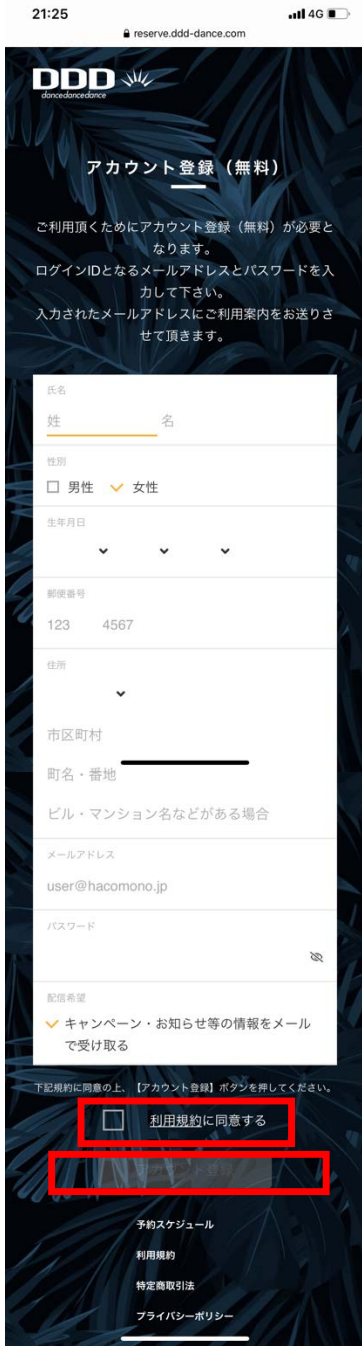 21:25
4G
reserve.ddd-dance.com
DDD
dancedancedance
アカウント登録（無料）
ご利用頂くためにアカウント登録（無料）が必要と
なります。
ログインIDとなるメールアドレスとパスワードを入
力して下さい。
入力されたメールアドレスにご利用案内をお送りさ
せて頂きます。
氏名
姓 名
性別
男性 女性
生年月日
郵便番号
123 4567
住所
市区町村
町名・番地
ビル・マンション名などがある場合
メールアドレス
user@hacomono.jp
パスワード
配信希望
キャンペーン・お知らせ等の情報をメール
で受け取る
下記規約に同意の上、【アカウント登録】ボタンを押してください。
利用規約に同意する
アカウント登録
予約スケジュール
利用規約
特定商取引法
プライバシーポリシー